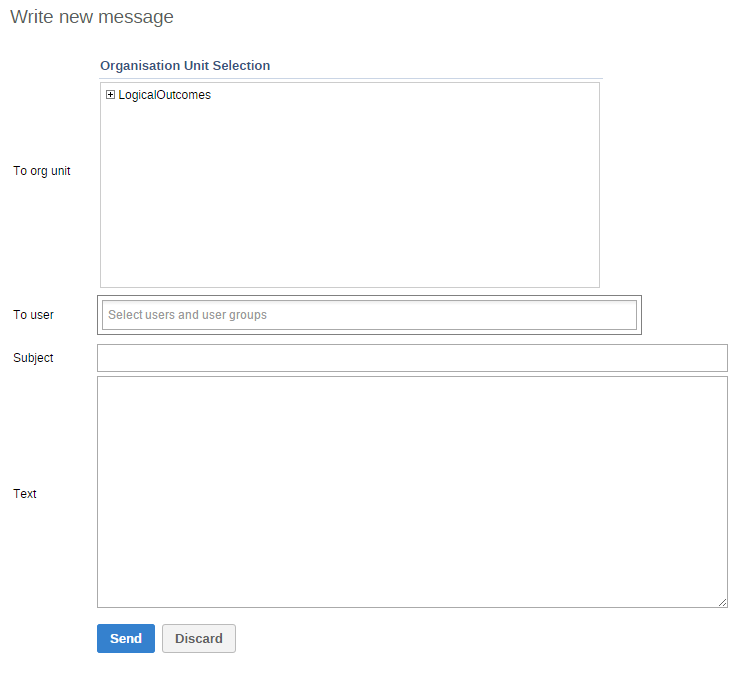 Write new message
Organisation Unit Selection
LogicalOutcomes
To org unit
To user
Select users and user groups
Subject
Text
Send
Discard